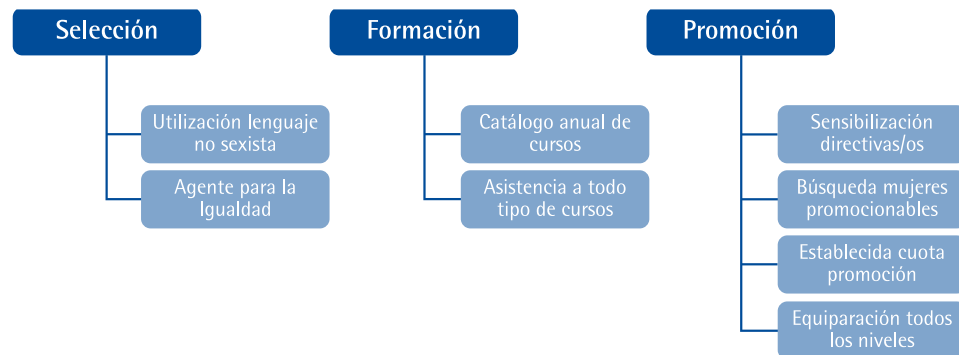 Selección
Utilización lenguaje
no sexista
Agente para la
Igualdad
Formación
Catálogo anual de
cursos
Asistencia a todo
tipo de cursos
Promoción
Sensibilización
directivas/os
Búsqueda mujeres
promocionables
Establecida cuota
promoción
Equiparación todos
los niveles